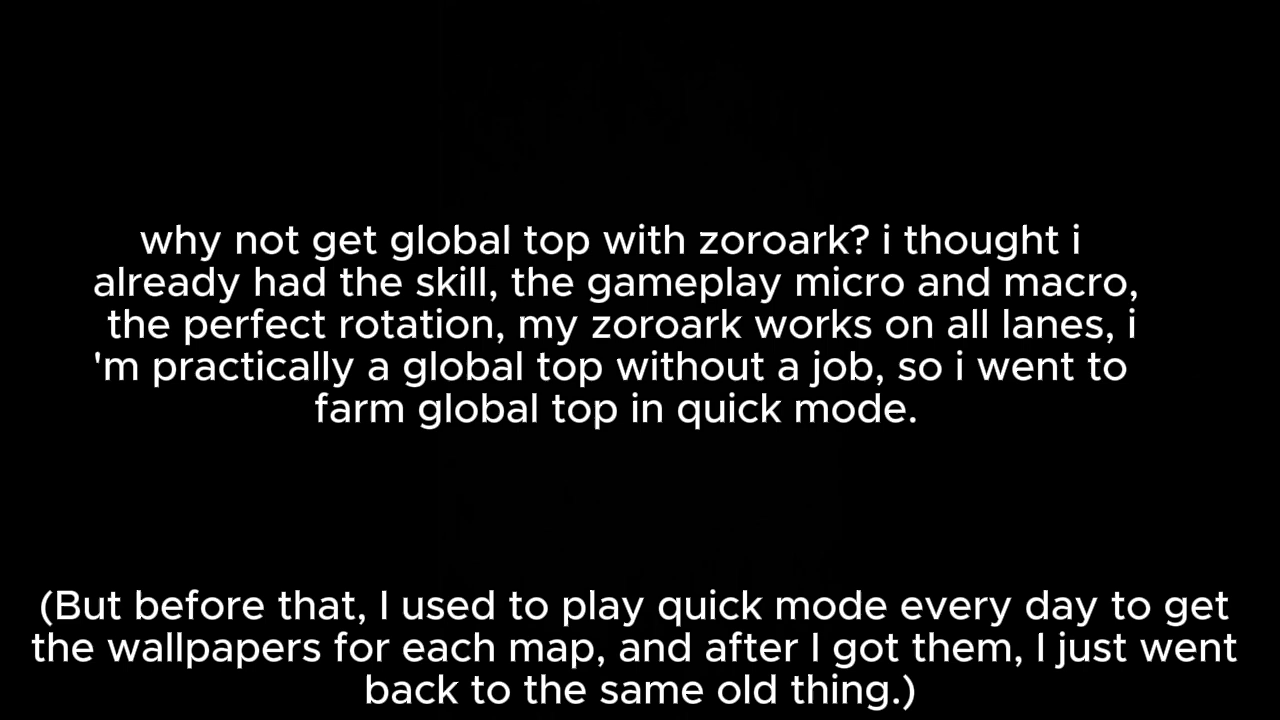 why not get global top with zoroark? i thought i
already had the skill, the gameplay micro and macro,
the perfect rotation, my zoroark works on all lanes, i
'm practically a global top without a job, so i went to
farm global top in quick mode.
(But before that, I used to play quick mode every day to get
the wallpapers for each map, and after I got them, I just went
back to the same old thing.)